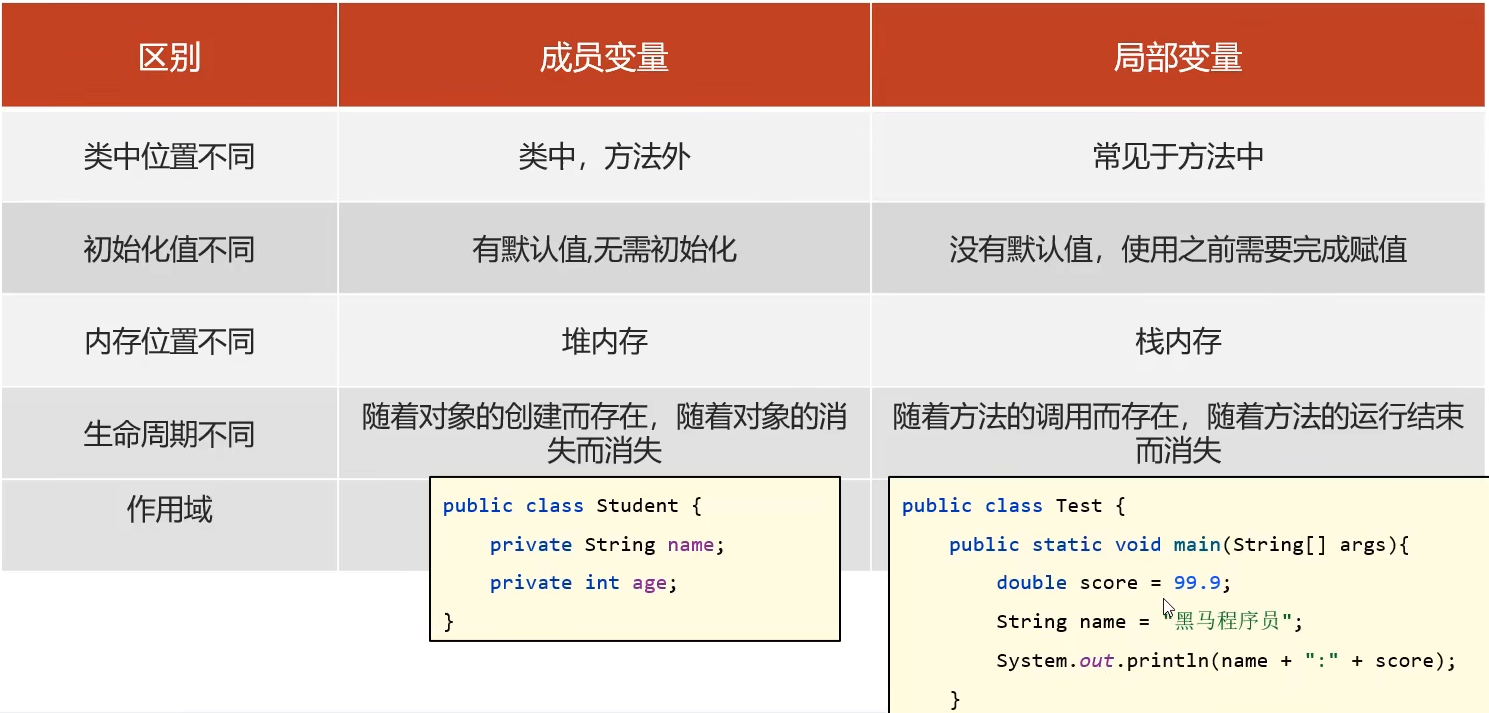 区别 成员变量 局部变量
类中位置不同 类中，方法外 常见于方法中
初始化值不同 有默认值,无需初始化 没有默认值，使用之前需要完成赋值
内存位置不同 堆内存 栈内存
生命周期不同
随着对象的创建而存在，随着对象的消
失而消失
随着方法的调用而存在，随着方法的运行结束
而消失
作用域
public class Student {
private String name;
private int age;
}
public class Test {
public static void main(String[] args){
double score = 99.9;
String name = "黑马程序员";
System.out.println(name + ":" + score);
}